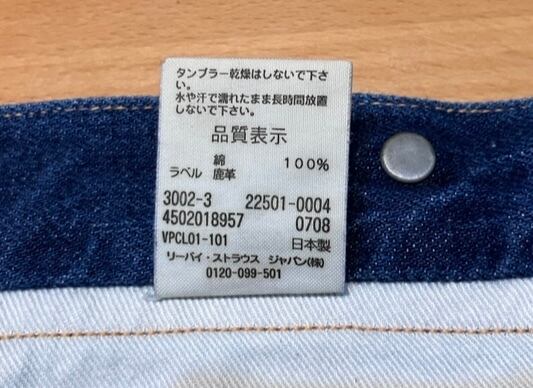 タンブラー乾燥はしないで下さ
い。
水や汗で濡れたまま長時間放置
しないで下さい。
品質表示
綿 100%
ラベル 鹿革
3002-3 22501-0004
4502018957 0708
VPCL01-101 日本製
リーバイ・ストラウス ジャパン(株)
0120-099-501